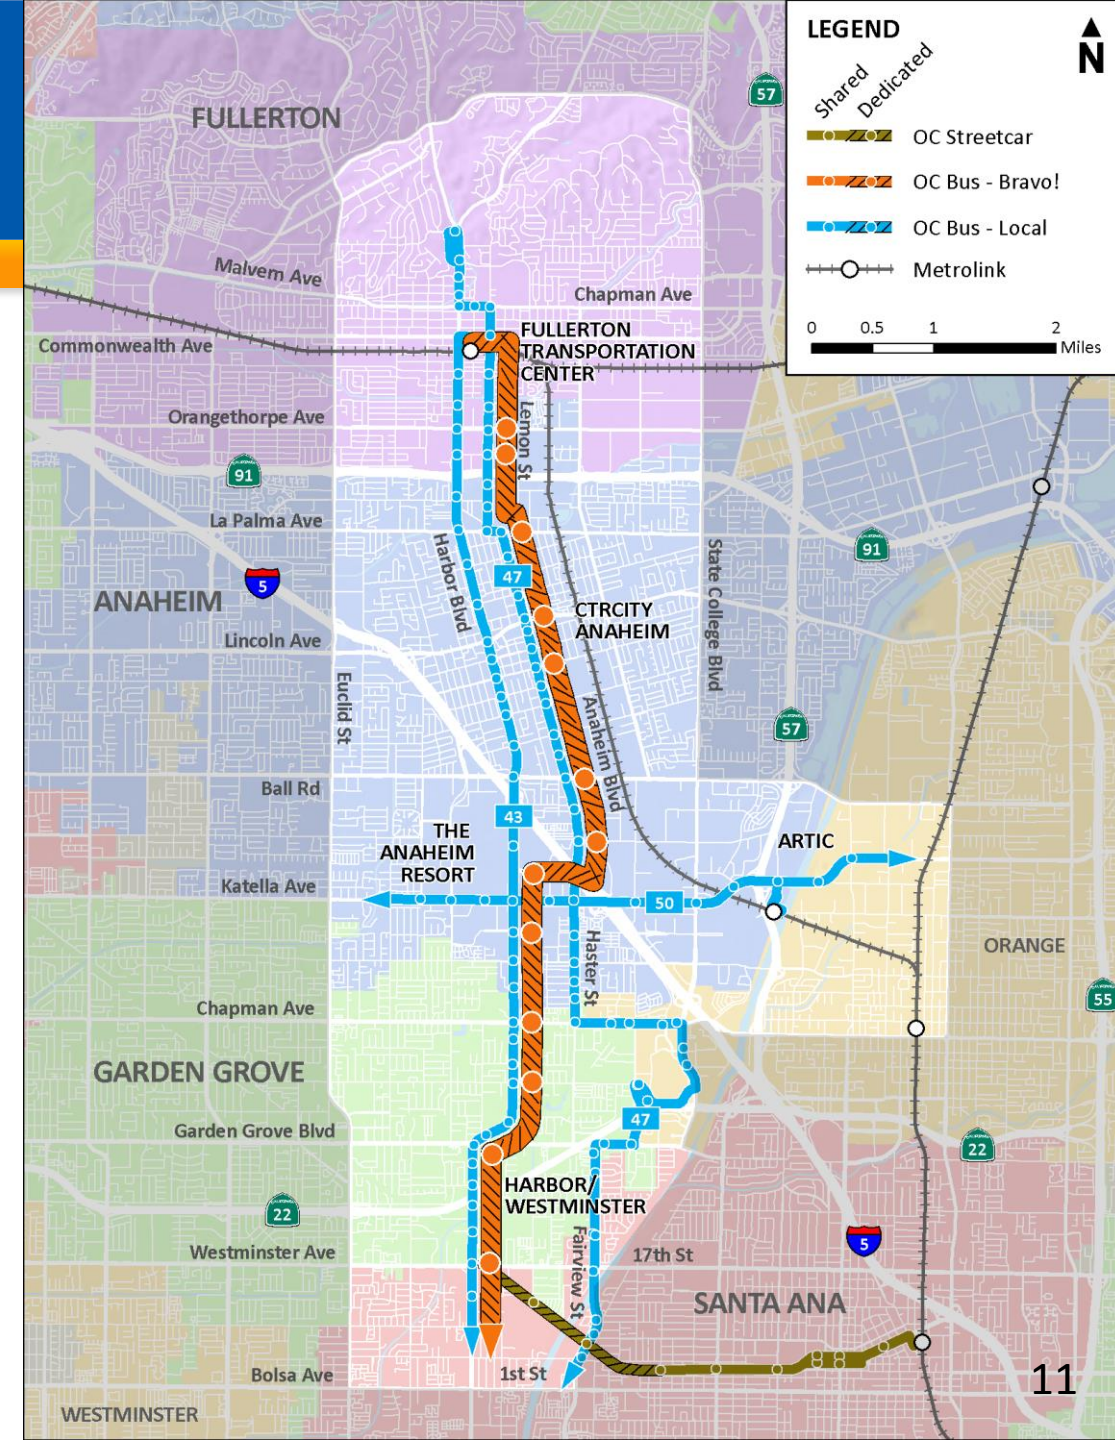 LEGEND
N
Shared
Dedicated
OC Streetcar
OC Bus - Bravo!
OC Bus - Local
Metrolink
0 0.5 1 2
Miles
57
FULLERTON
Malvern Ave
Chapman Ave
Commonwealth Ave
FULLERTON
TRANSPORTATION
CENTER
Orangethorpe Ave
Lemon St
91
La Palma Ave
Harbor Blvd
State College Blvd
91
5
47
ANAHEIM
CTRCITY
ANAHEIM
Lincoln Ave
Euclid St
Anaheim Blvd
57
Ball Rd
43
THE
ANAHEIM
RESORT
ARTIC
Katella Ave
50
ORANGE
Haster St
55
Chapman Ave
GARDEN GROVE
47
Garden Grove Blvd
22
HARBOR/
WESTMINSTER
22
Fairview St
5
Westminster Ave
17th St
SANTA ANA
Bolsa Ave
1st St
11
WESTMINSTER